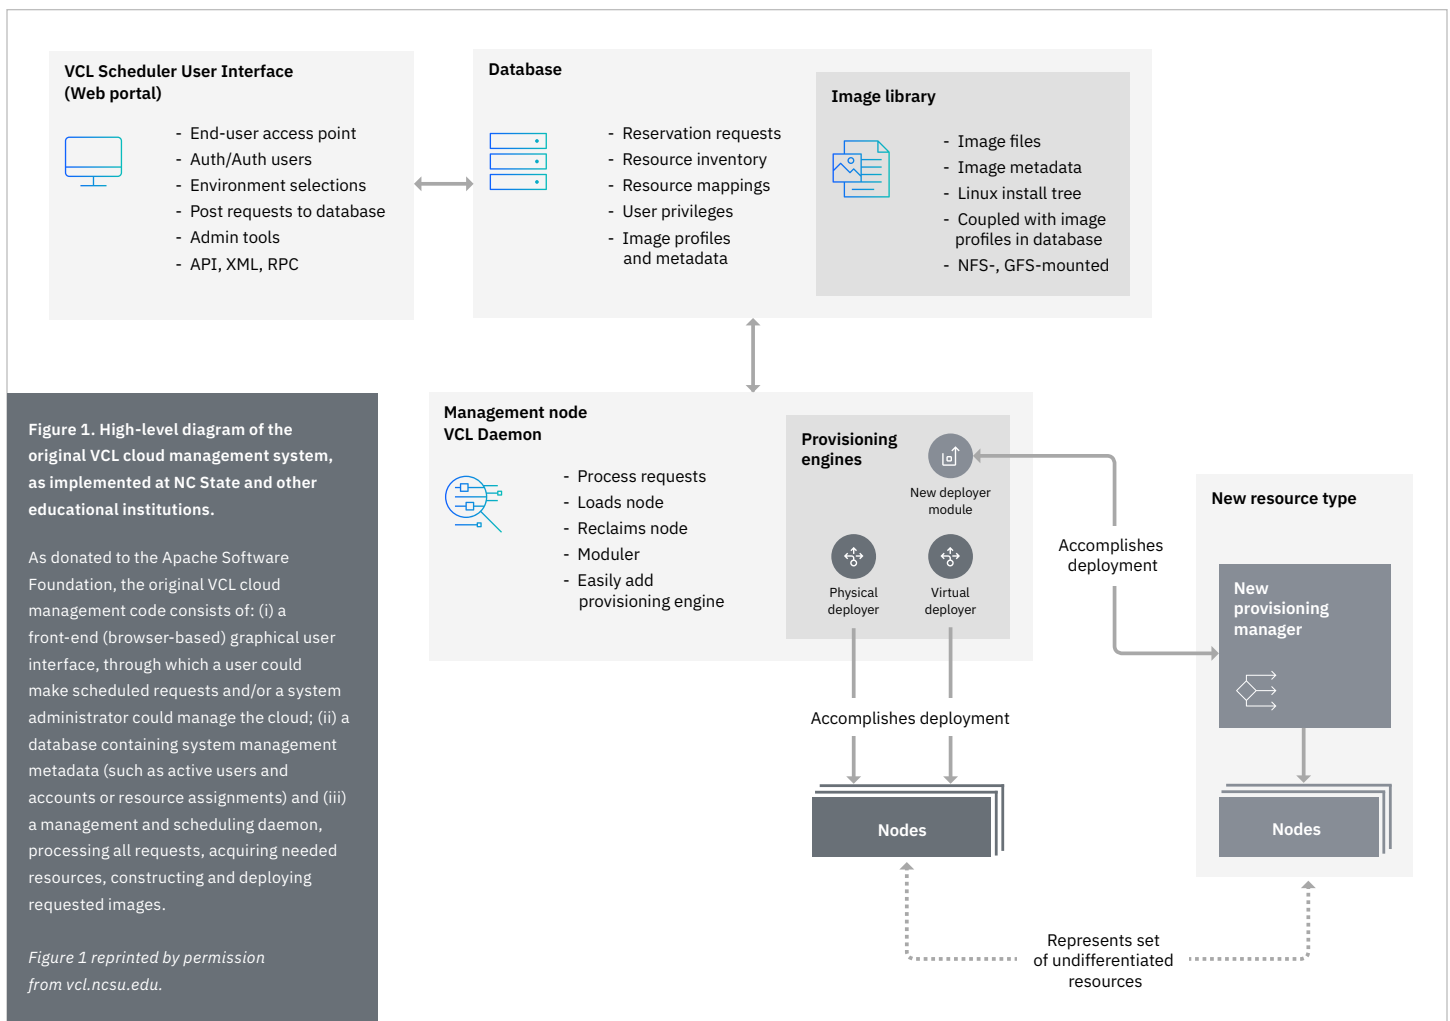 VCL Scheduler User Interface
(Web portal)
- End-user access point
- Auth/Auth users
- Environment selections
- Post requests to database
- Admin tools
- API, XML, RPC
Database
- Reservation requests
- Resource inventory
- Resource mappings
- User privileges
- Image profiles
and metadata
Image library
- Image files
- Image metadata
- Linux install tree
- Coupled with image
profiles in database
- NFS-, GFS-mounted
Management node
VCL Daemon
- Process requests
- Loads node
- Reclaims node
- Moduler
- Easily add
provisioning engine
Provisioning
engines
New deployer
module
Physical
deployer
Virtual
deployer
Accomplishes
deployment
New resource type
New
provisioning
manager
Accomplishes deployment
Nodes
Nodes
Represents set
of undifferentiated
resources
Figure 1. High-level diagram of the
original VCL cloud management system,
as implemented at NC State and other
educational institutions.
As donated to the Apache Software
Foundation, the original VCL cloud
management code consists of: (i) a
front-end (browser-based) graphical user
interface, through which a user could
make scheduled requests and/or a system
administrator could manage the cloud; (ii) a
database containing system management
metadata (such as active users and
accounts or resource assignments) and (iii)
a management and scheduling daemon,
processing all requests, acquiring needed
resources, constructing and deploying
requested images.
Figure 1 reprinted by permission
from vcl.ncsu.edu.